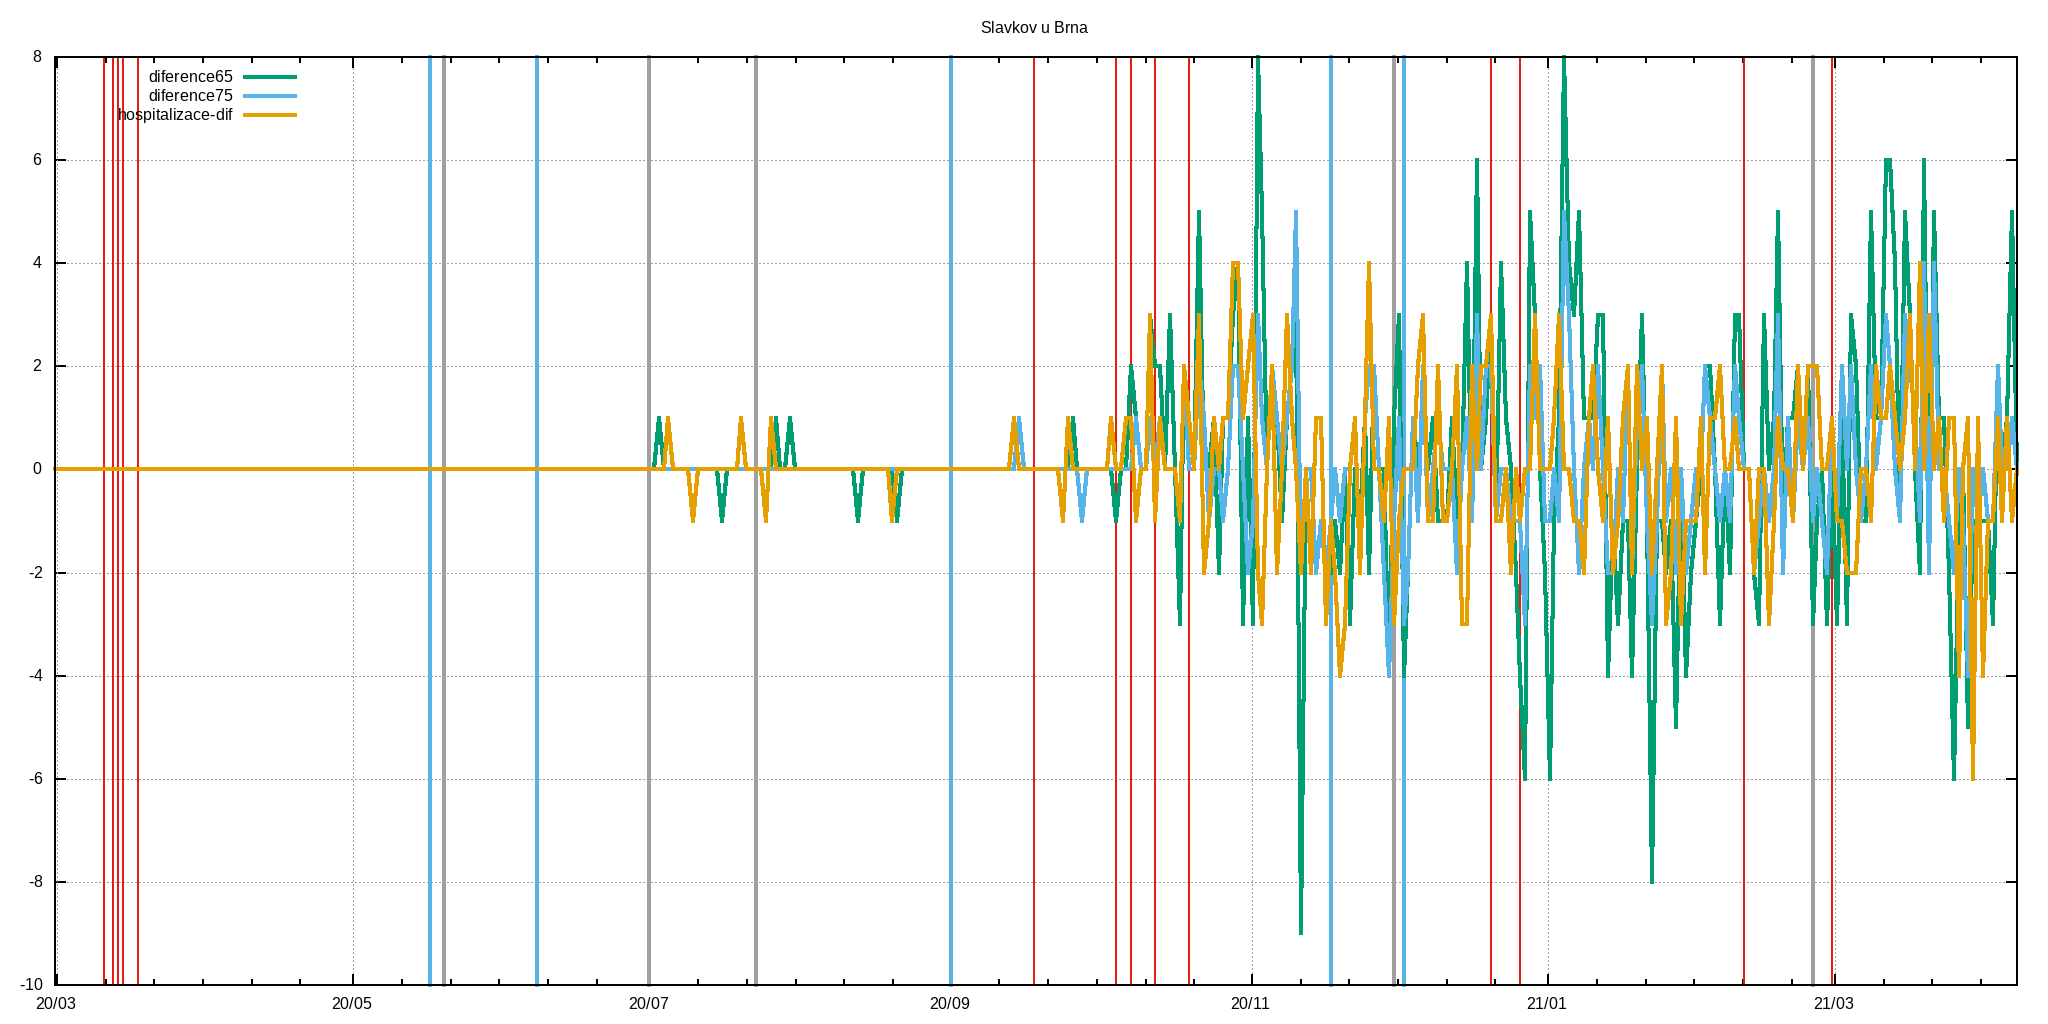 Slavkov u Brna
8
6
4
2
0
-2
-4
-6
-8
-10
diference65
diference75
hospitalizace-dif
20/03 20/05 20/07 20/09 20/11 21/01 21/03